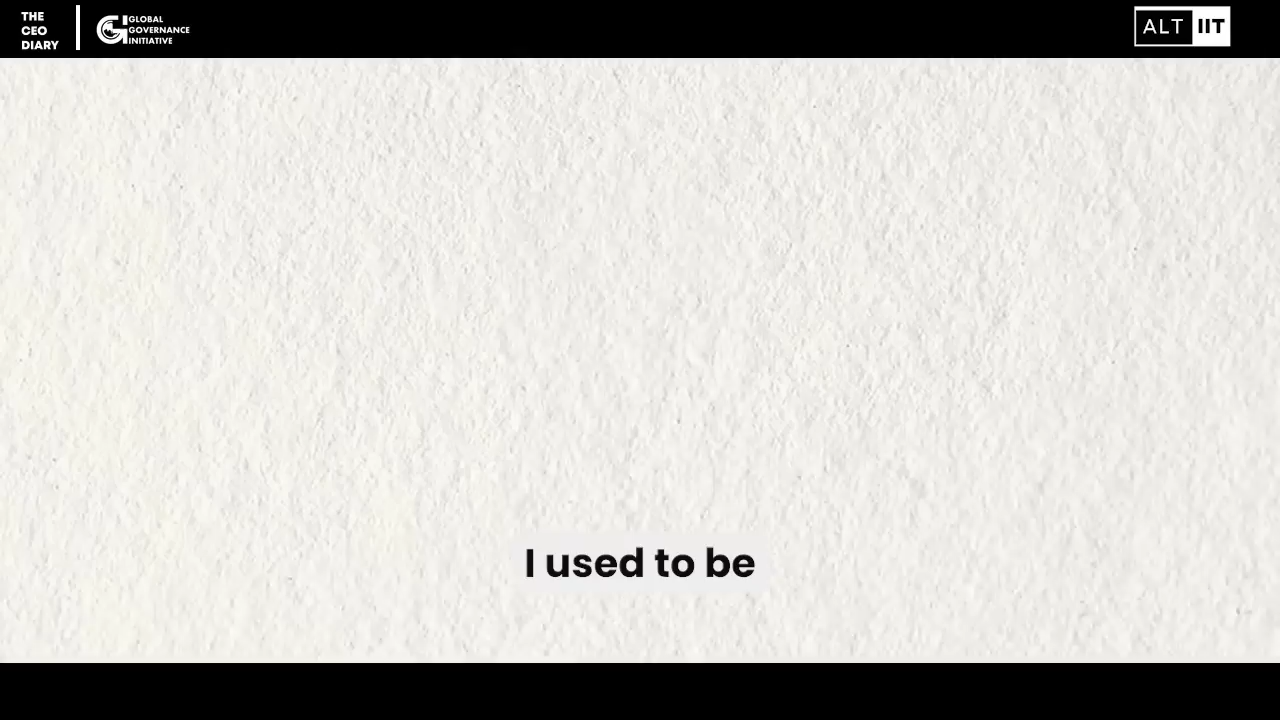 THE
CEO
DIARY
GLOBAL
GOVERNANCE
INITIATIVE
ALT IIT
I used to be